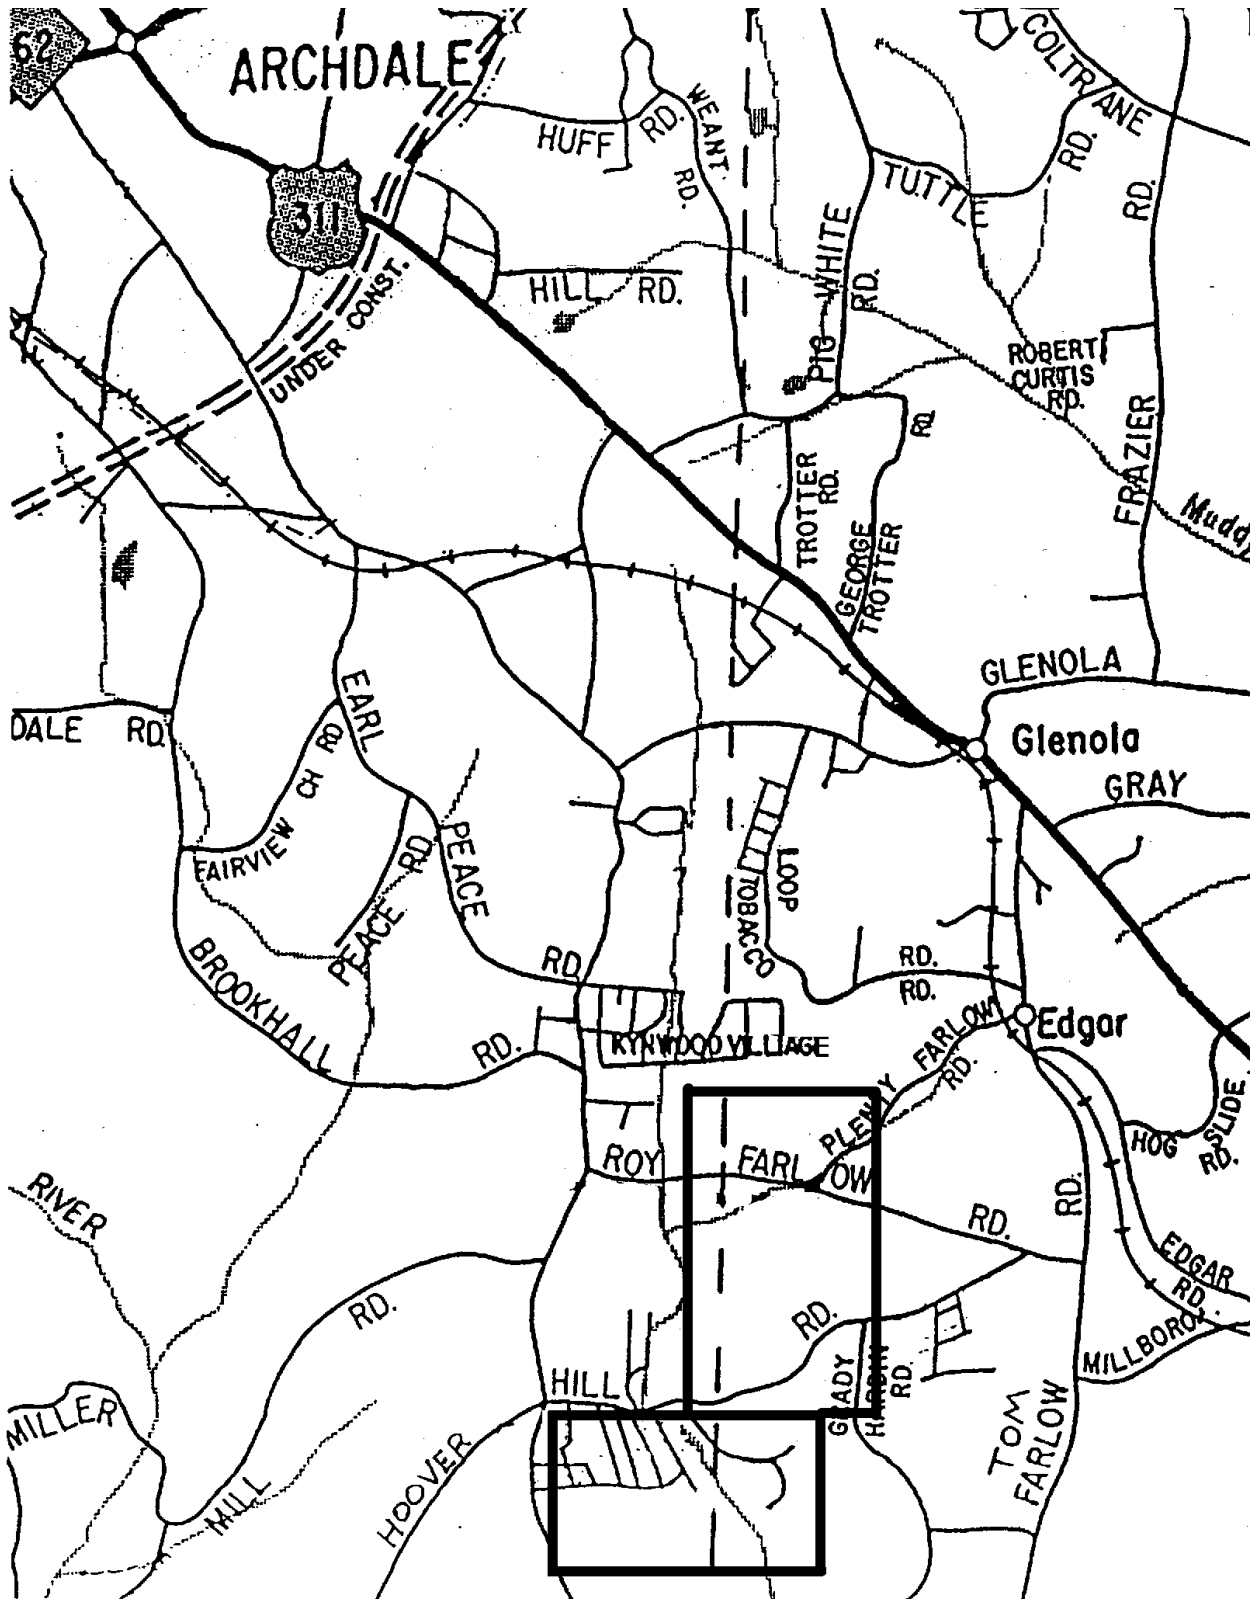 62
ARCHDALE
COLTRANE
RD.
HUFF RD.
WEANT
RD.
TUTTLE
RD.
311
PIG WHITE
RD.
HILL RD.
UNDER CONST.
ROBERT
CURTIS
RD.
FRAZIER
RD.
TROTTER
RD.
GEORGE
TROTTER
RD.
Mudd
GLENOLA
Glenola
DALE RD.
EARL
PEACE
RD.
FAIRVIEW CH RD
PEACE RD.
GRAY
LOOP
TOBACCO
RD.
RD.
BROOKHALL
RD.
KYNWOOD VILLAGE
PLENTY FARLOW
RD.
Edgar
HOG SLIDE
RD.
ROY FARLOW
RD.
RD.
RIVER
EDGAR
RD.
MILLBORO
RD.
HILL
RD.
GRADY
HARDIN
RD.
TOM
FARLOW
MILLER
MILL
HOOVER